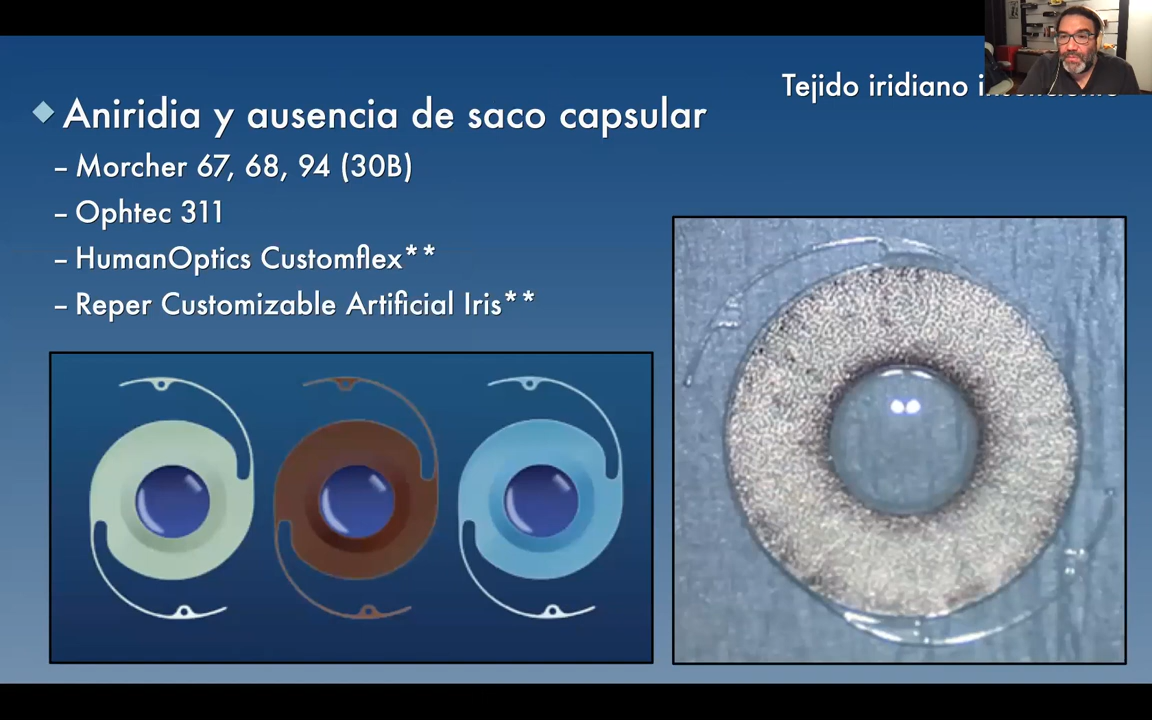 Tejido iridiano
Aniridia y ausencia de saco capsular
– Morcher 67, 68, 94 (30B)
– Ophtec 311
– HumanOptics Customflex**
– Reper Customizable Artificial Iris**